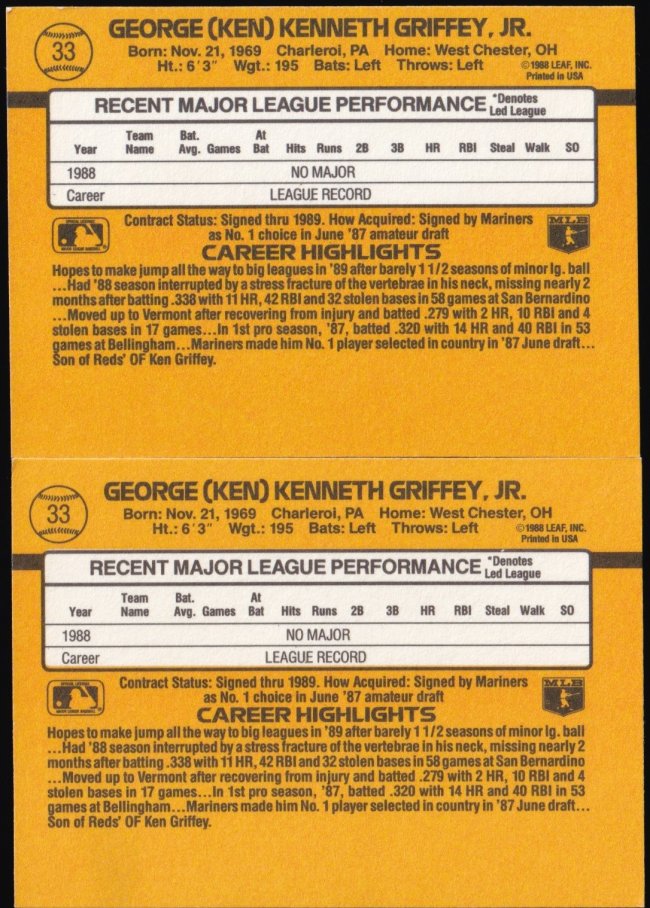 33
GEORGE (KEN) KENNETH GRIFFEY, JR.
Born: Nov. 21, 1969 Charleroi, PA Home: West Chester, OH
Ht.: 6'3" Wgt.: 195 Bats: Left Throws: Left
©1988 LEAF, INC.
Printed in USA
RECENT MAJOR LEAGUE PERFORMANCE *Denotes
Led League
Year Team Name Bat. Avg. Games At Bat Hits Runs 2B 3B HR RBI Steal Walk SO
1988 NO MAJOR
Career LEAGUE RECORD
Contract Status: Signed thru 1989. How Acquired: Signed by Mariners
as No. 1 choice in June '87 amateur draft
MLB
CAREER HIGHLIGHTS
Hopes to make jump all the way to big leagues in '89 after barely 1 1/2 seasons of minor lg. ball
...Had '88 season interrupted by a stress fracture of the vertebrae in his neck, missing nearly 2
months after batting .338 with 11 HR, 42 RBI and 32 stolen bases in 58 games at San Bernardino
...Moved up to Vermont after recovering from injury and batted .279 with 2 HR, 10 RBI and 4
stolen bases in 17 games...In 1st pro season, '87, batted .320 with 14 HR and 40 RBI in 53
games at Bellingham...Mariners made him No. 1 player selected in country in '87 June draft...
Son of Reds' OF Ken Griffey.
33
GEORGE (KEN) KENNETH GRIFFEY, JR.
Born: Nov. 21, 1969 Charleroi, PA Home: West Chester, OH
Ht.: 6'3" Wgt.: 195 Bats: Left Throws: Left
©1988 LEAF, INC.
Printed in USA
RECENT MAJOR LEAGUE PERFORMANCE *Denotes
Led League
Year Team Name Bat. Avg. Games At Bat Hits Runs 2B 3B HR RBI Steal Walk SO
1988 NO MAJOR
Career LEAGUE RECORD
Contract Status: Signed thru 1989. How Acquired: Signed by Mariners
as No. 1 choice in June '87 amateur draft
MLB
CAREER HIGHLIGHTS
Hopes to make jump all the way to big leagues in '89 after barely 1 1/2 seasons of minor lg. ball
...Had '88 season interrupted by a stress fracture of the vertebrae in his neck, missing nearly 2
months after batting .338 with 11 HR, 42 RBI and 32 stolen bases in 58 games at San Bernardino
...Moved up to Vermont after recovering from injury and batted .279 with 2 HR, 10 RBI and 4
stolen bases in 17 games...In 1st pro season, '87, batted .320 with 14 HR and 40 RBI in 53
games at Bellingham...Mariners made him No. 1 player selected in country in '87 June draft...
Son of Reds' OF Ken Griffey.